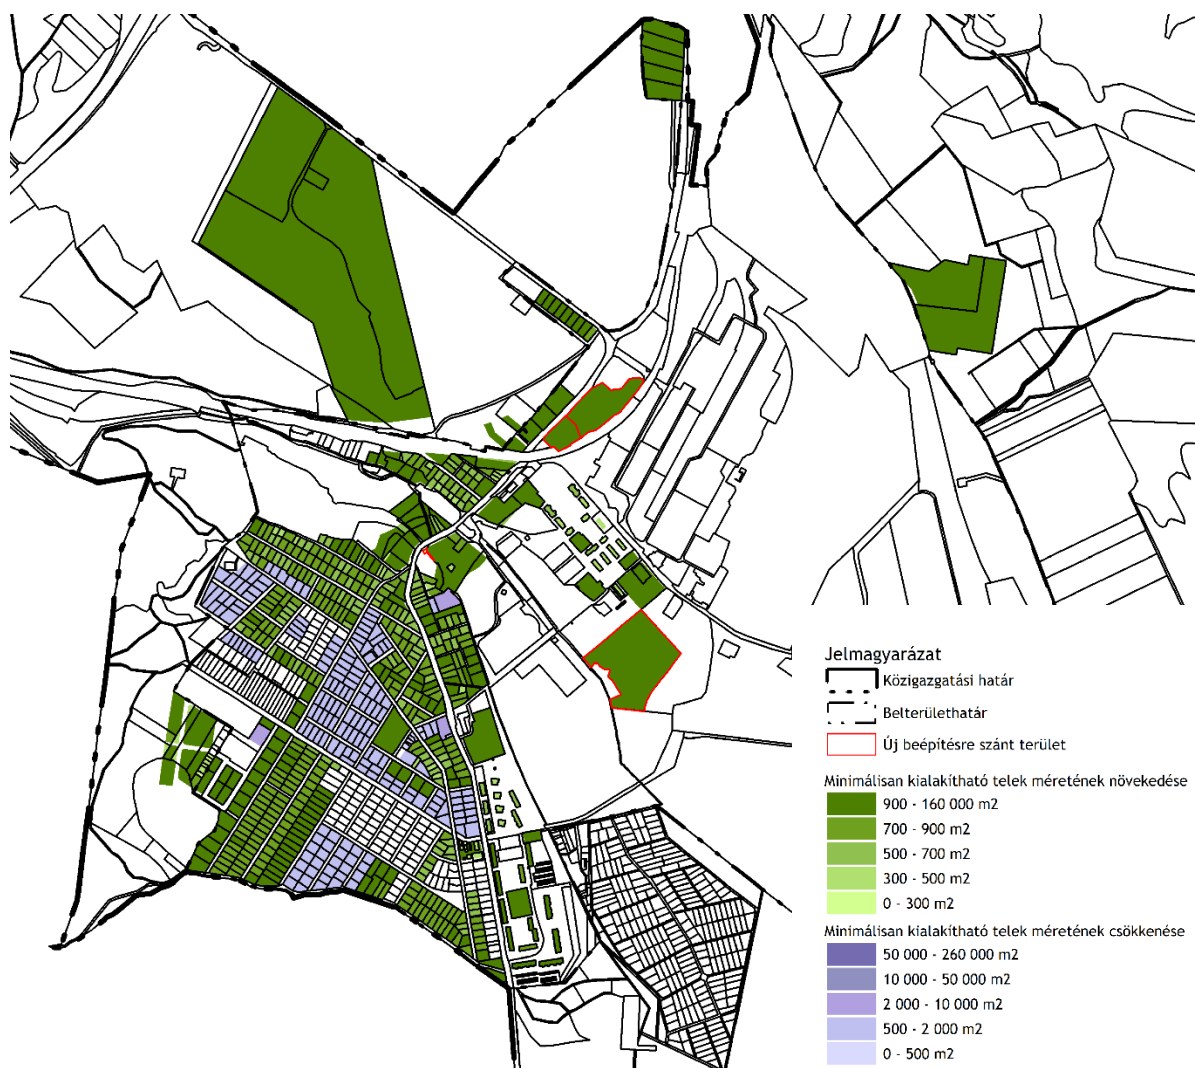 Jelmagyarázat
Közigazgatási határ
Belterülethatár
Új beépítésre szánt terület
Minimálisan kialakítható telek méretének növekedése
900 - 160 000 m2
700 - 900 m2
500 - 700 m2
300 - 500 m2
0 - 300 m2
Minimálisan kialakítható telek méretének csökkenése
50 000 - 260 000 m2
10 000 - 50 000 m2
2 000 - 10 000 m2
500 - 2 000 m2
0 - 500 m2